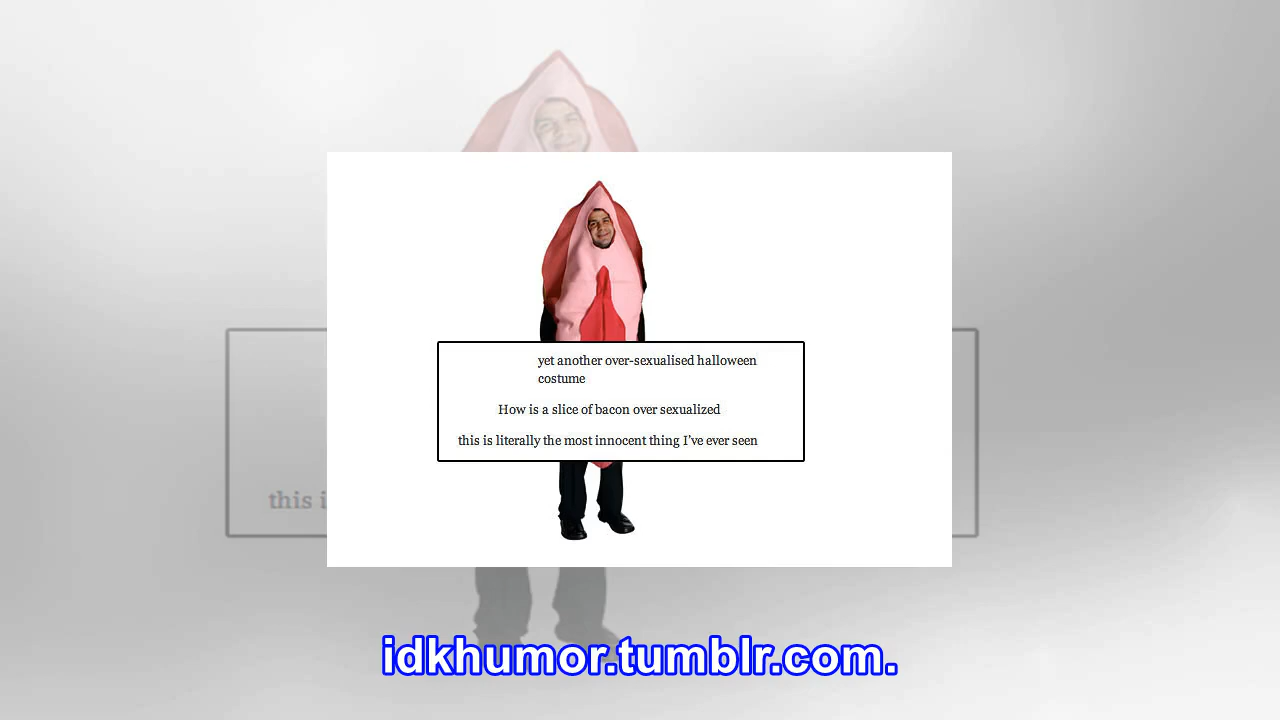 yet another over-sexualised halloween
costume
How is a slice of bacon over sexualized
this is literally the most innocent thing I've ever seen
this i
idkhumor.tumblr.com.